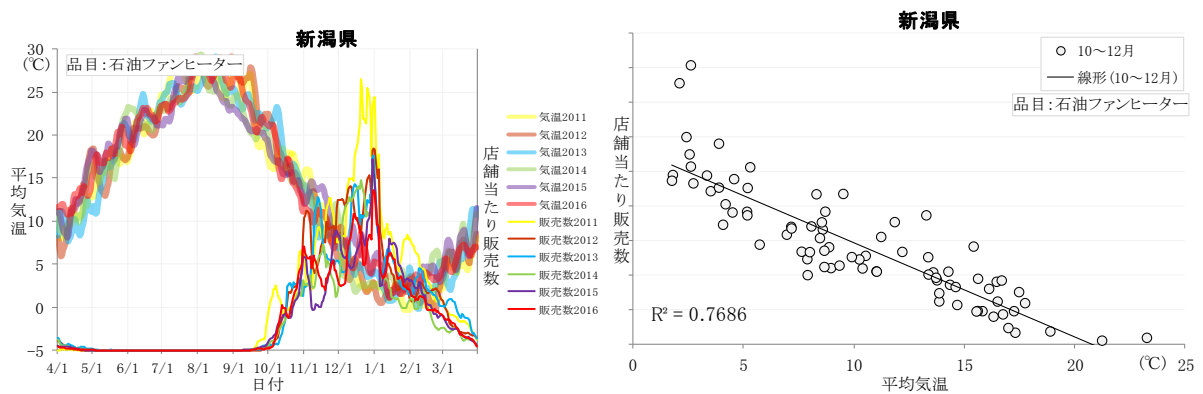 新潟県
30
(℃)
品目：石油ファンヒーター
25
20
15
10
5
0
−5
平均気温
4/1 5/1 6/1 7/1 8/1 9/1 10/1 11/1 12/1 1/1 2/1 3/1
日付
店舗当たり販売数
気温2011
気温2012
気温2013
気温2014
気温2015
気温2016
販売数2011
販売数2012
販売数2013
販売数2014
販売数2015
販売数2016
新潟県
10～12月
線形 (10～12月)
品目：石油ファンヒーター
店舗当たり販売数
R² = 0.7686
0 5 10 15 20 25
(℃)
平均気温